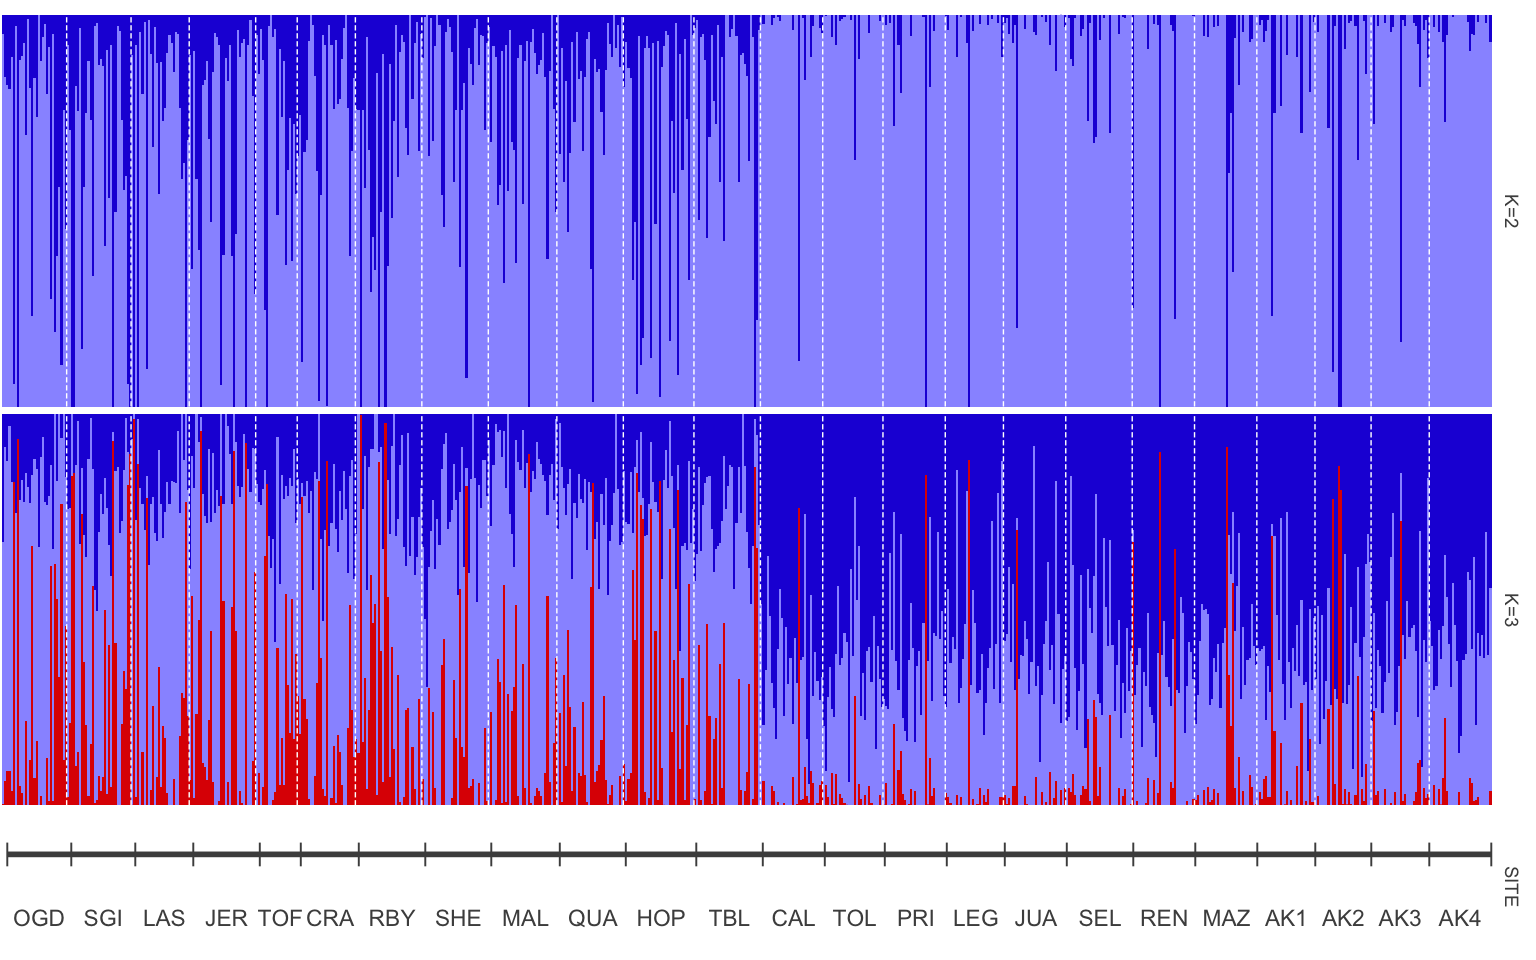 K=2
K=3
SITE
OGD SGI LAS JER TOF CRA RBY SHE MAL QUA HOP TBL CAL TOL PRI LEG JUA SEL REN MAZ AK1 AK2 AK3 AK4